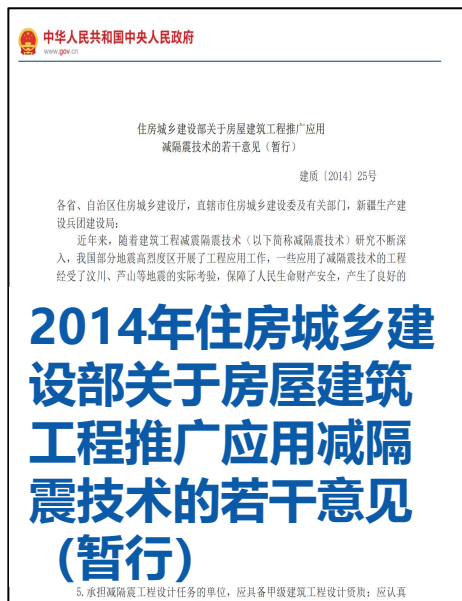 中华人民共和国中央人民政府
www.gov.cn
住房城乡建设部关于房屋建筑工程推广应用
减隔震技术的若干意见（暂行）
建质〔2014〕25号
各省、自治区住房城乡建设厅，直辖市住房城乡建设委及有关部门，新疆生产建
设兵团建设局：
近年来，随着建筑工程减震隔震技术（以下简称减隔震技术）研究不断深
入，我国部分地震高烈度区开展了工程应用工作，一些应用了减隔震技术的工程
经受了汶川、芦山等地震的实际考验，保障了人民生命财产安全，产生了良好的
2014年住房城乡建
设部关于房屋建筑
工程推广应用减隔
震技术的若干意见
（暂行）
5.承担减隔震工程设计任务的单位，应具备甲级建筑工程设计资质；应认真